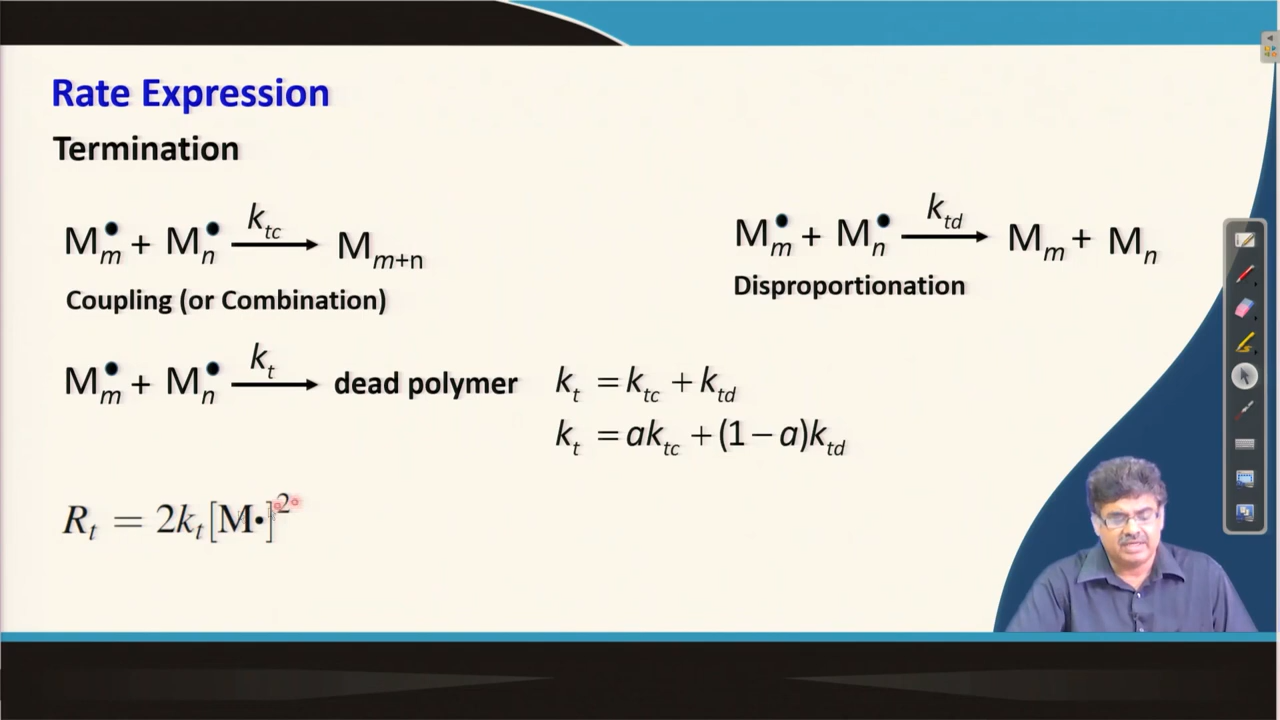 Rate Expression
Termination
M•m + M•n —ktc→ Mm+n
Coupling (or Combination)
M•m + M•n —ktd→ Mm + Mn
Disproportionation
M•m + M•n —kt→ dead polymer
kt = ktc + ktd
kt = aktc + (1 − a)ktd
Rt = 2kt[M•]²